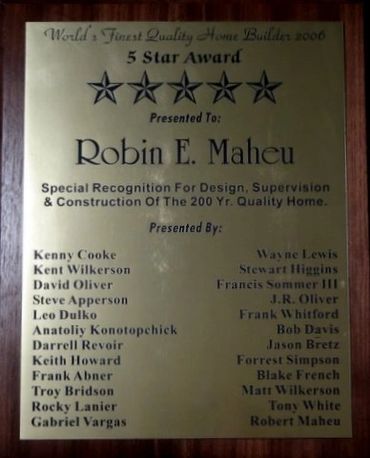 World's Finest Quality Home Builder 2006
5 Star Award
Presented To:
Robin E. Maheu
Special Recognition For Design, Supervision
& Construction Of The 200 Yr. Quality Home.
Presented By:
Kenny Cooke Wayne Lewis
Kent Wilkerson Stewart Higgins
David Oliver Francis Sommer III
Steve Apperson J.R. Oliver
Leo Dulko Frank Whitford
Anatoliy Konotopchick Bob Davis
Darrell Revoir Jason Bretz
Keith Howard Forrest Simpson
Frank Abner Blake French
Troy Bridson Matt Wilkerson
Rocky Lanier Tony White
Gabriel Vargas Robert Maheu